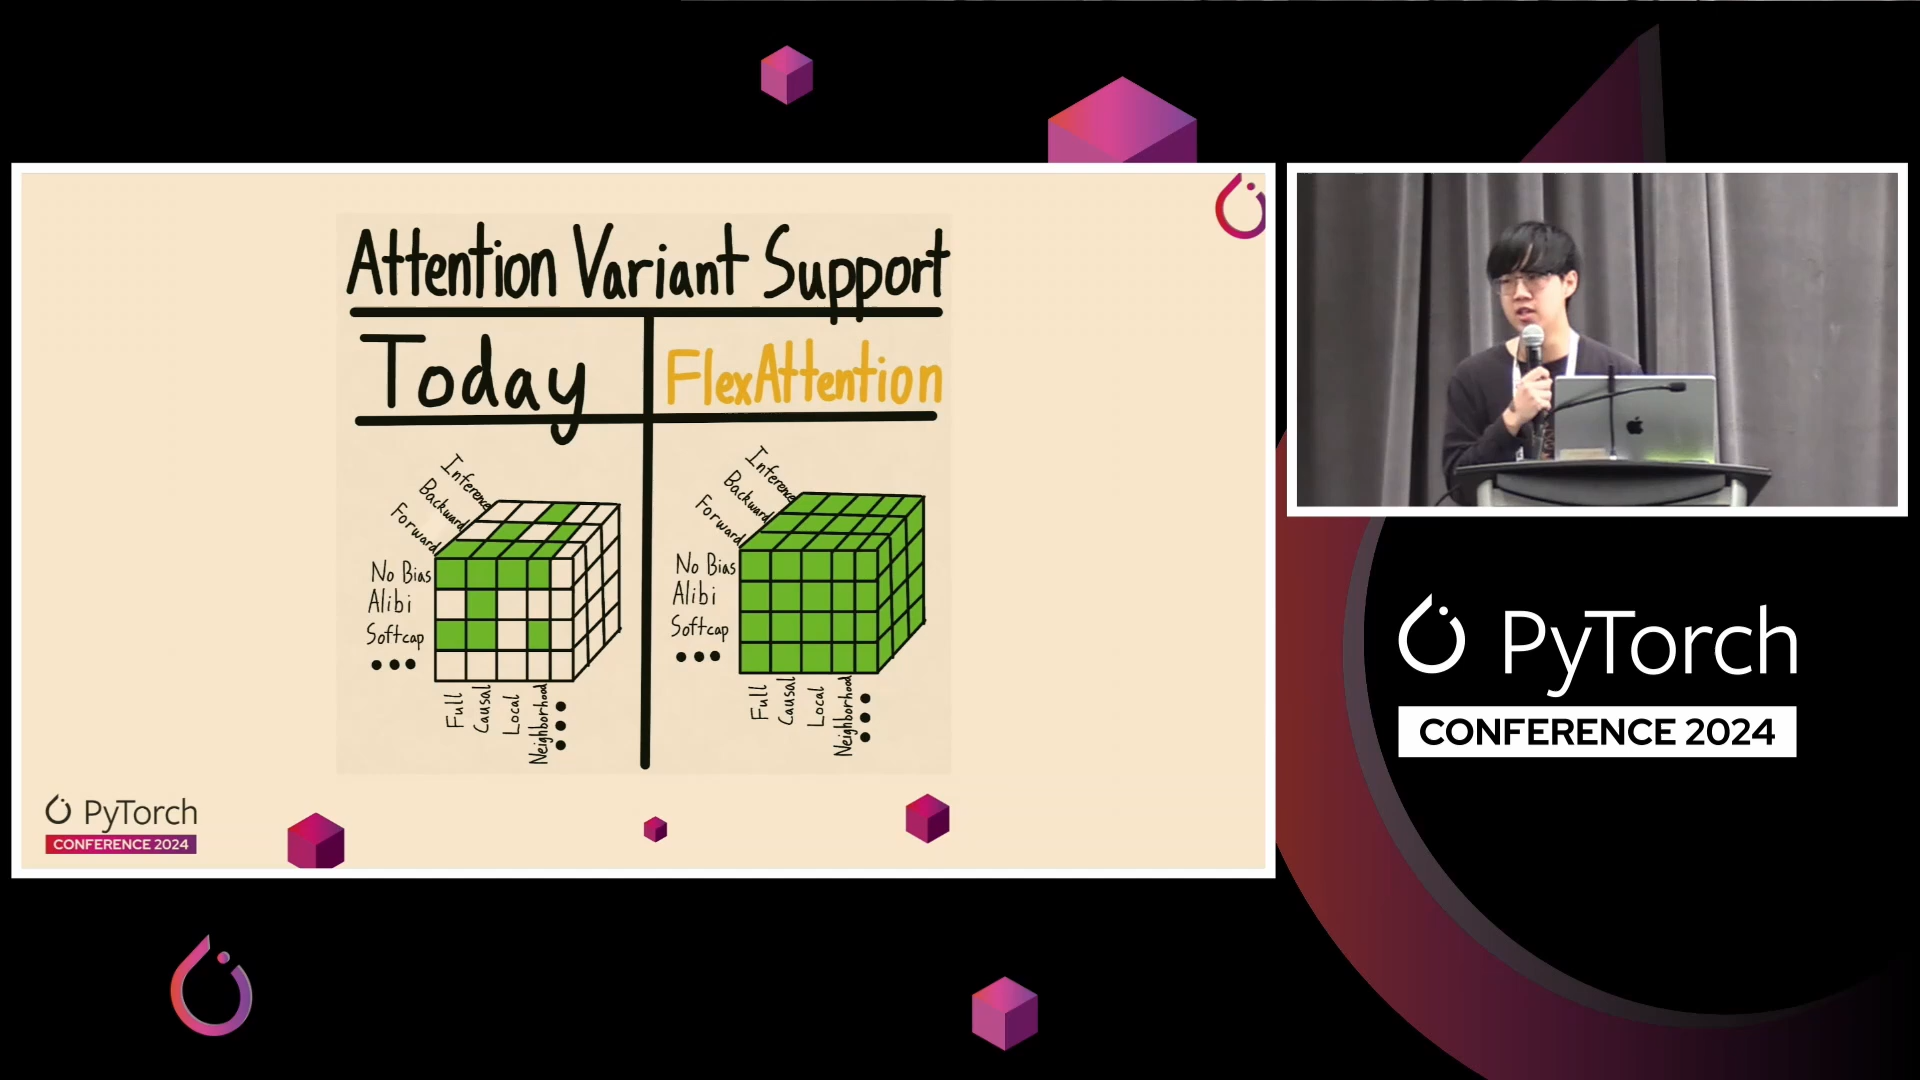 Attention Variant Support
Today
FlexAttention
Inference
Backward
Forward
No Bias
Alibi
Softcap
Full
Causal
Local
Neighborhood
Inference
Backward
Forward
No Bias
Alibi
Softcap
Full
Causal
Local
Neighborhood
PyTorch
CONFERENCE 2024
PyTorch
CONFERENCE 2024